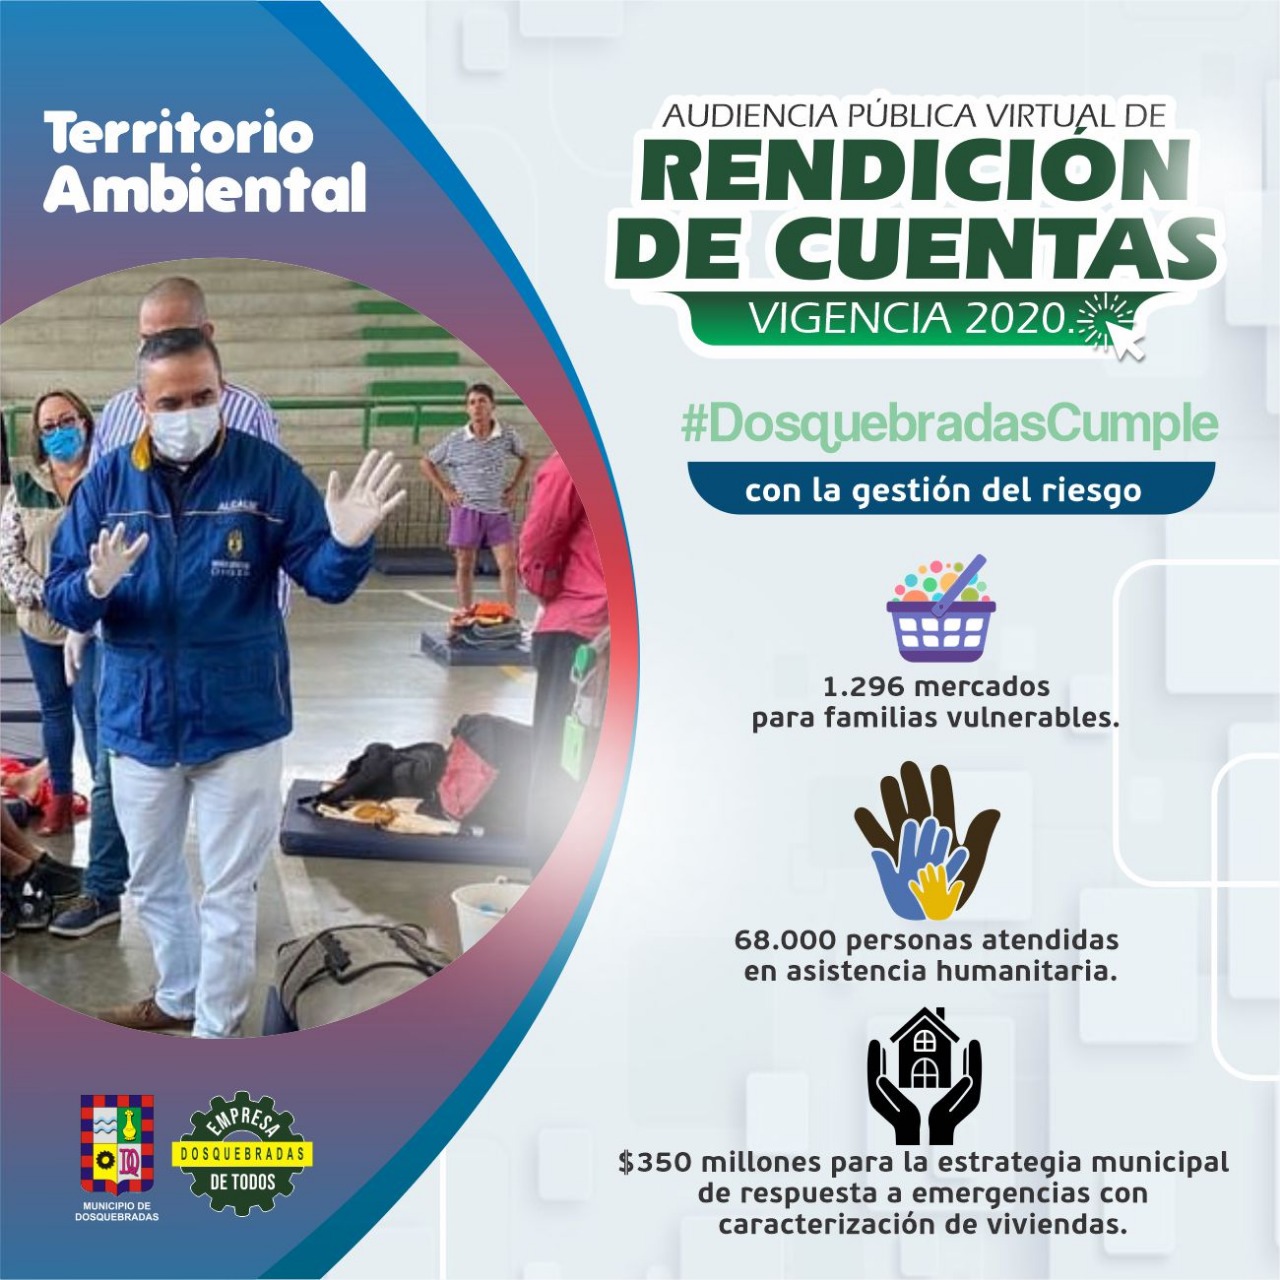 Territorio
Ambiental
AUDIENCIA PÚBLICA VIRTUAL DE
RENDICIÓN
DE CUENTAS
VIGENCIA 2020.
#DosquebradasCumple
con la gestión del riesgo
1.296 mercados
para familias vulnerables.
68.000 personas atendidas
en asistencia humanitaria.
$350 millones para la estrategia municipal
de respuesta a emergencias con
caracterización de viviendas.
ALCALDE
DQ
MUNICIPIO DE
DOSQUEBRADAS
EMPRESA
DOSQUEBRADAS
DE TODOS